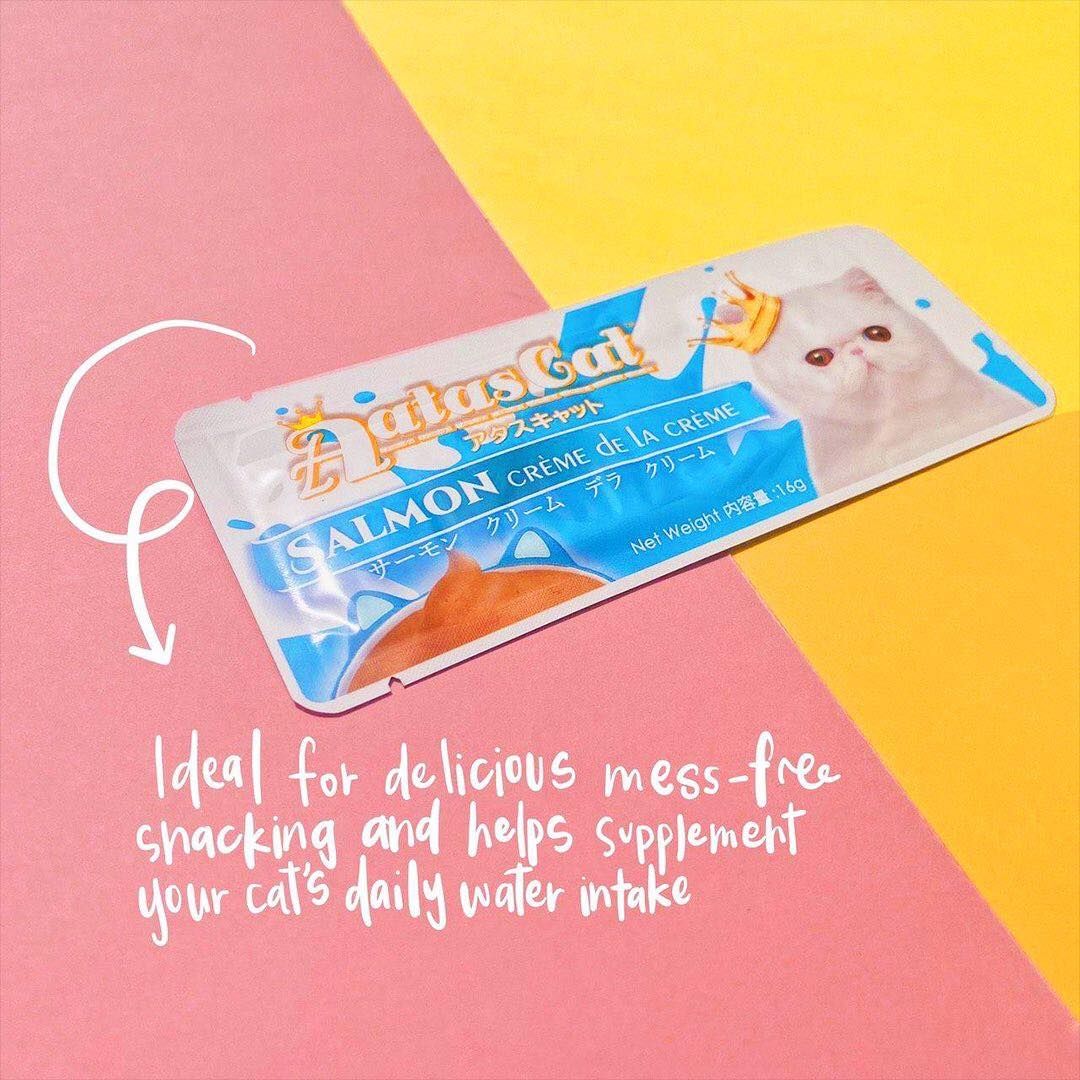 AatasCat
アタスキャット
SALMON CRÈME de la CRÈME
サーモン クリーム デラ クリーム
Net Weight 内容量:16g
Ideal for delicious mess-free
snacking and helps supplement
your cat's daily water intake